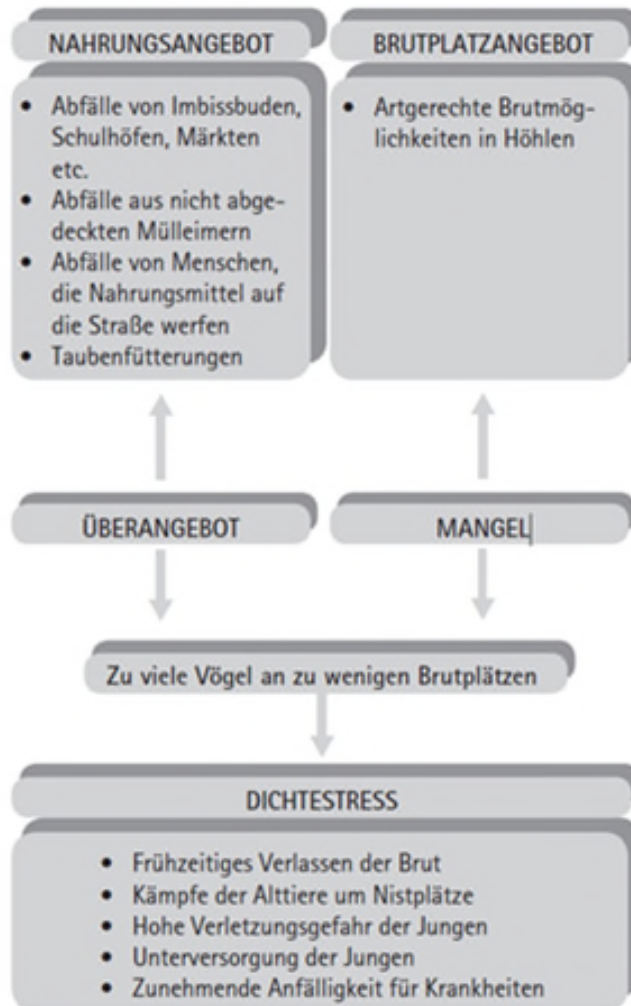 NAHRUNGSANGEBOT
• Abfälle von Imbissbuden,
Schulhöfen, Märkten
etc.
• Abfälle aus nicht abge-
deckten Mülleimern
• Abfälle von Menschen,
die Nahrungsmittel auf
die Straße werfen
• Taubenfütterungen
BRUTPLATZANGEBOT
• Artgerechte Brutmög-
lichkeiten in Höhlen
ÜBERANGEBOT
MANGEL
Zu viele Vögel an zu wenigen Brutplätzen
DICHTESTRESS
• Frühzeitiges Verlassen der Brut
• Kämpfe der Alttiere um Nistplätze
• Hohe Verletzungsgefahr der Jungen
• Unterversorgung der Jungen
• Zunehmende Anfälligkeit für Krankheiten